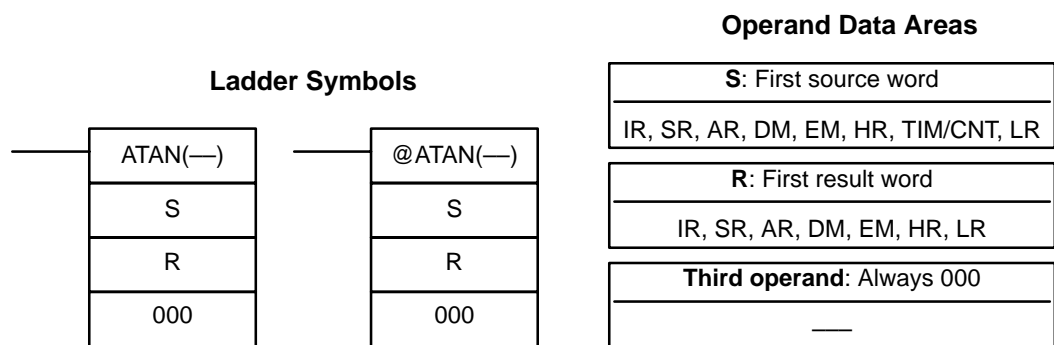 Operand Data Areas
Ladder Symbols
S: First source word
IR, SR, AR, DM, EM, HR, TIM/CNT, LR
ATAN(––)
@ATAN(––)
S
S
R: First result word
IR, SR, AR, DM, EM, HR, LR
R
R
Third operand: Always 000
000
000
–––